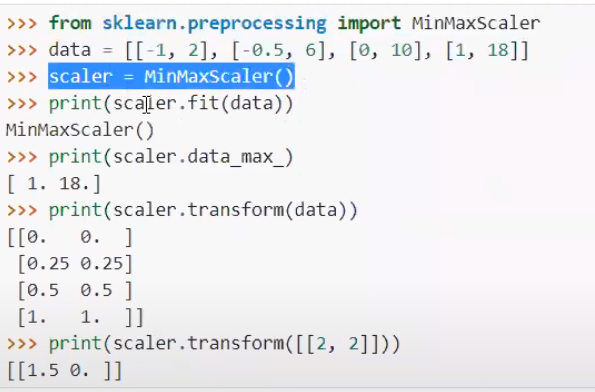 >>> from sklearn.preprocessing import MinMaxScaler
>>> data = [[-1, 2], [-0.5, 6], [0, 10], [1, 18]]
>>> scaler = MinMaxScaler()
>>> print(scaler.fit(data))
MinMaxScaler()
>>> print(scaler.data_max_)
[ 1. 18.]
>>> print(scaler.transform(data))
[[0.   0.  ]
 [0.25 0.25]
 [0.5  0.5 ]
 [1.   1.  ]]
>>> print(scaler.transform([[2, 2]]))
[[1.5 0. ]]